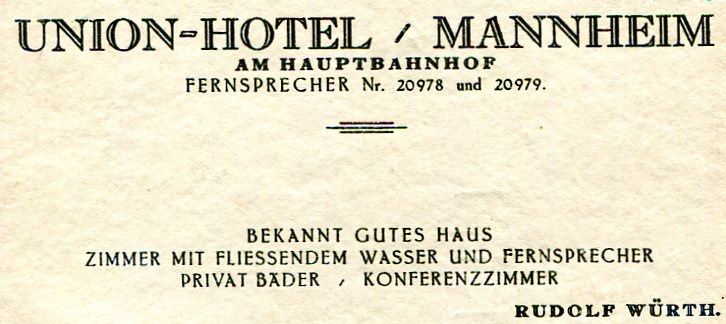 UNION-HOTEL / MANNHEIM
AM HAUPTBAHNHOF
FERNSPRECHER Nr. 20978 und 20979.
BEKANNT GUTES HAUS
ZIMMER MIT FLIESSENDEM WASSER UND FERNSPRECHER
PRIVAT BÄDER / KONFERENZZIMMER
RUDOLF WÜRTH.